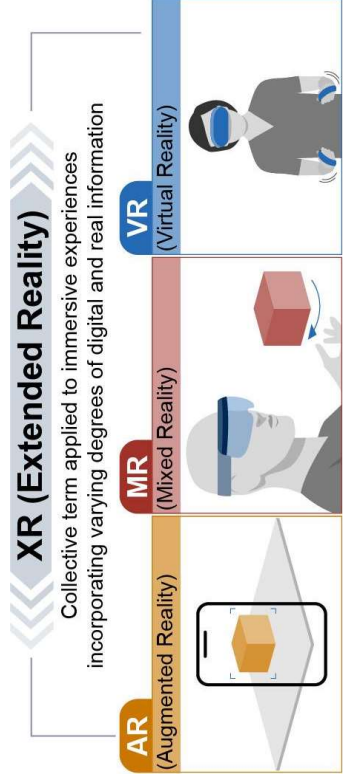 XR (Extended Reality)
Collective term applied to immersive experiences
incorporating varying degrees of digital and real information
AR
(Augmented Reality)
MR
(Mixed Reality)
VR
(Virtual Reality)